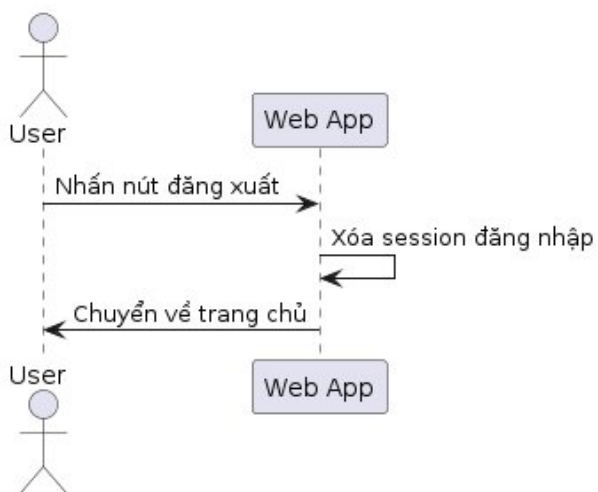 User
Web App
Nhấn nút đăng xuất
Xóa session đăng nhập
Chuyển về trang chủ
User
Web App